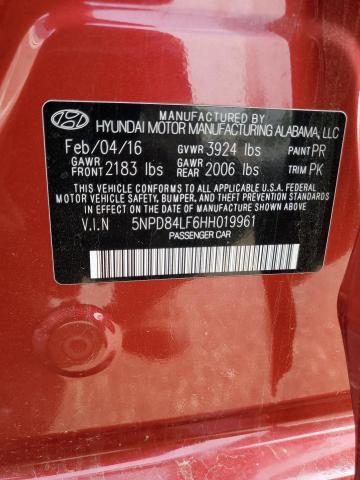 MANUFACTURED BY
HYUNDAI MOTOR MANUFACTURING ALABAMA, LLC
Feb/04/16 GVWR 3924 lbs PAINT PR
GAWR FRONT 2183 lbs GAWR REAR 2006 lbs TRIM PK
THIS VEHICLE CONFORMS TO ALL APPLICABLE FEDERAL
MOTOR VEHICLE SAFETY, BUMPER, AND THEFT PREVENTION
STANDARDS IN EFFECT ON THE DATE OF
MANUFACTURE SHOWN ABOVE.
V.I.N 5NPD84LF6HH019961
PASSENGER CAR